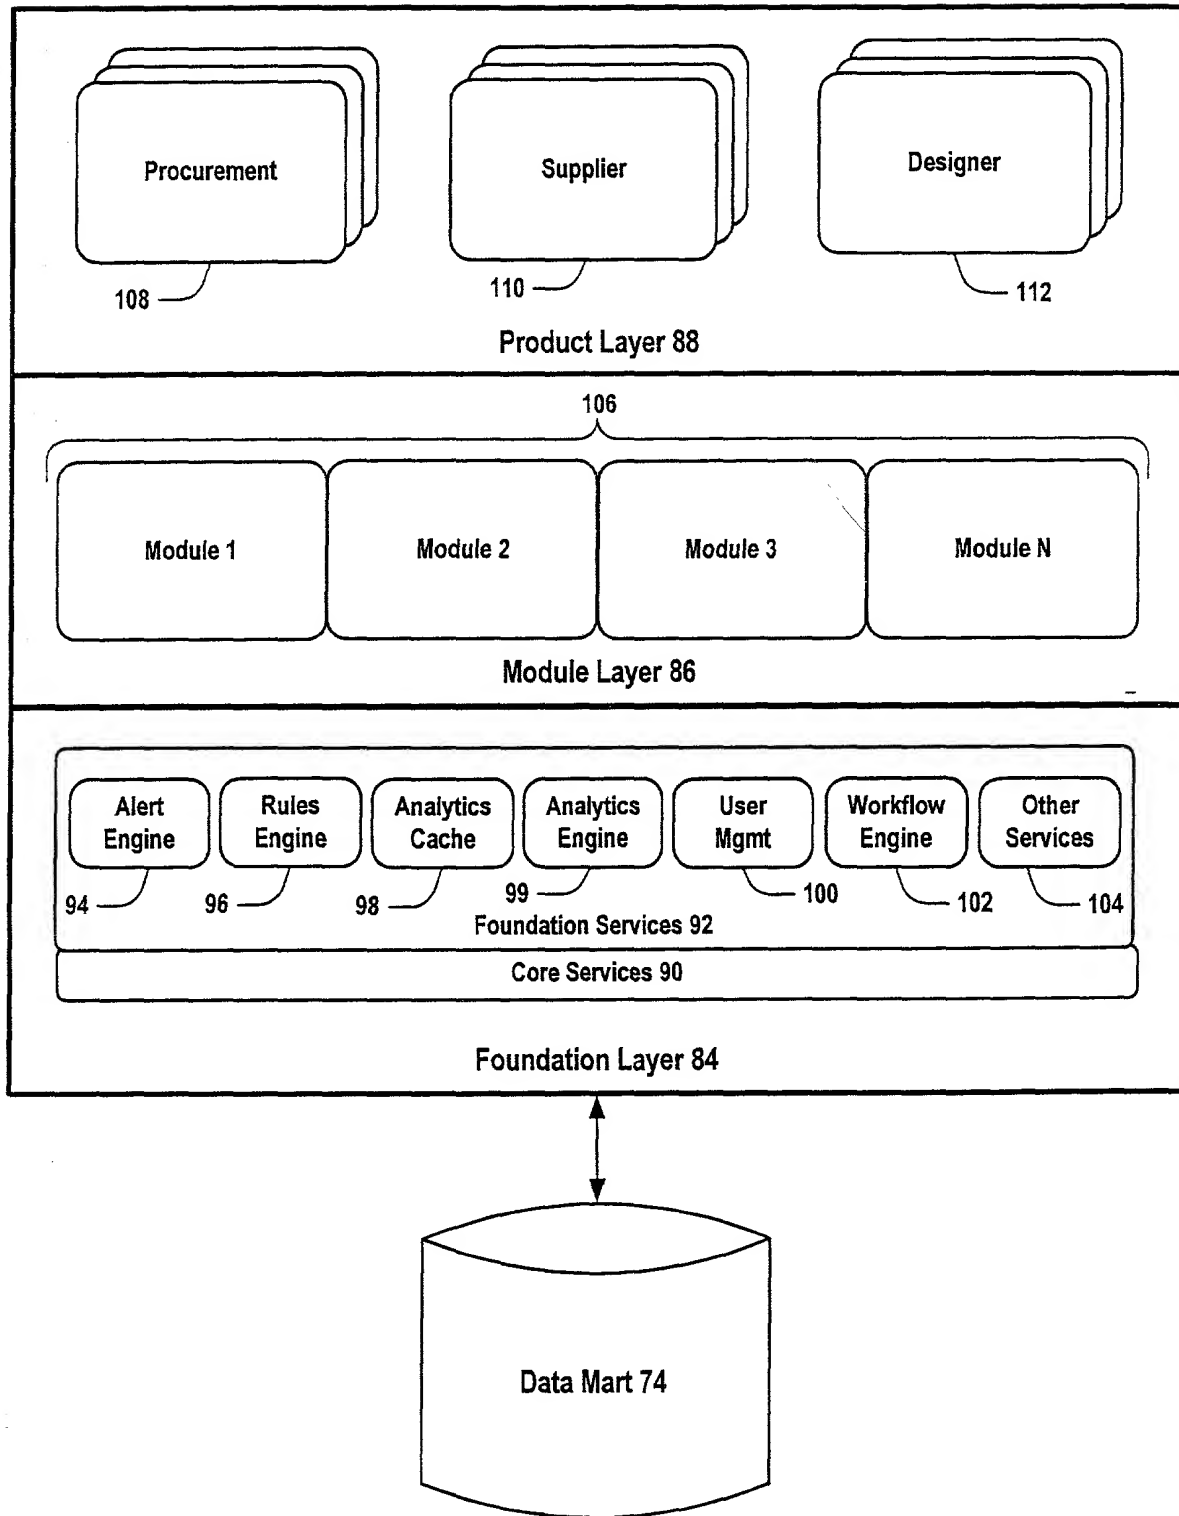 Procurement
Supplier
Designer
108
110
112
Product Layer 88
106
Module 1
Module 2
Module 3
Module N
Module Layer 86
Alert
Engine
Rules
Engine
Analytics
Cache
Analytics
Engine
User
Mgmt
Workflow
Engine
Other
Services
94
96
98
99
100
102
104
Foundation Services 92
Core Services 90
Foundation Layer 84
Data Mart 74